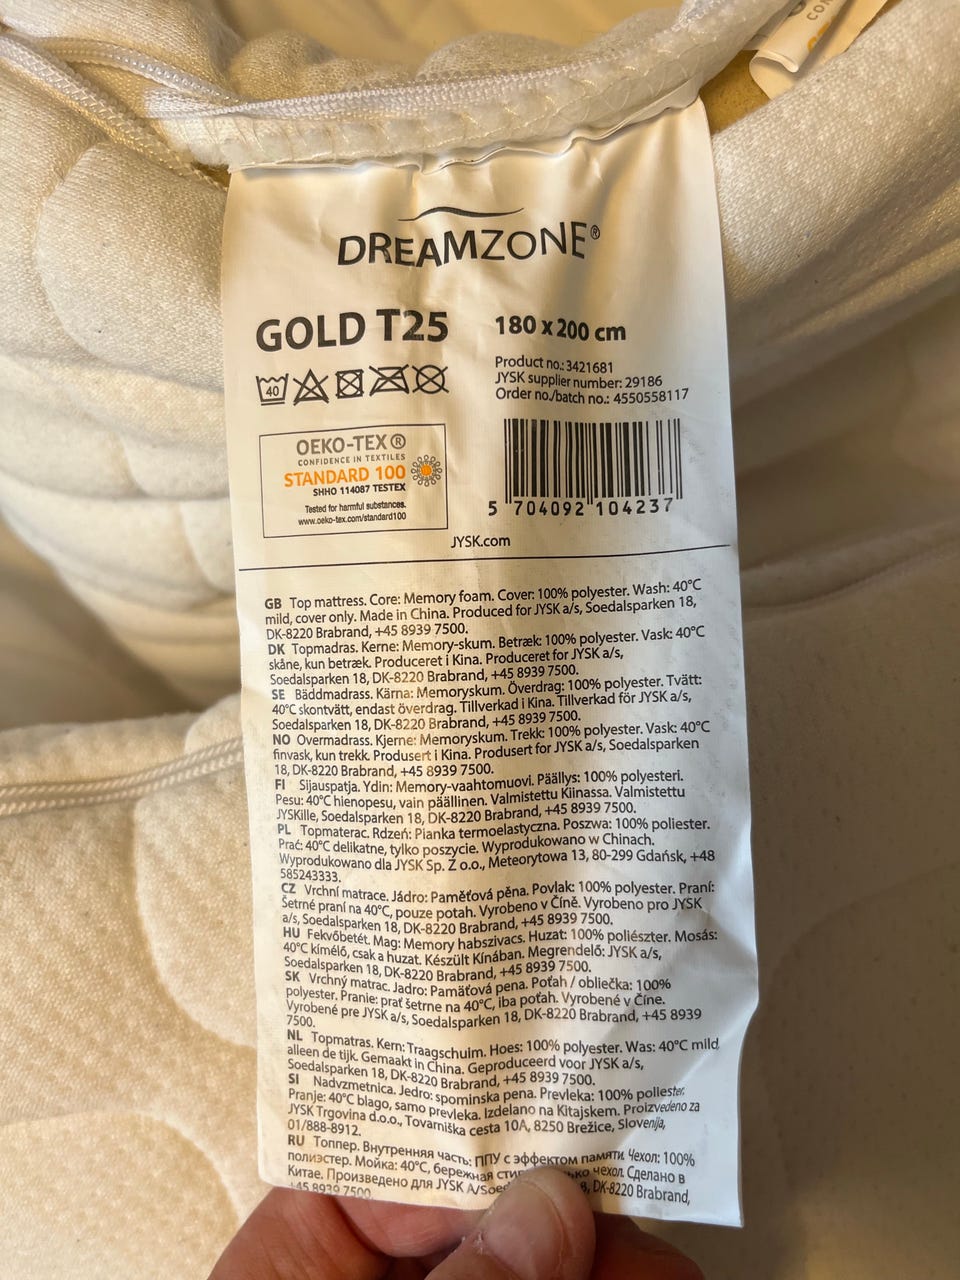 CON
DREAMZONE®
GOLD T25
180 x 200 cm
Product no.: 3421681
JYSK supplier number: 29186
Order no./batch no.: 4550558117
40
OEKO-TEX®
CONFIDENCE IN TEXTILES
STANDARD 100
SHHO 114087 TESTEX
Tested for harmful substances.
www.oeko-tex.com/standard100
5 704092 104237
JYSK.com
GB Top mattress. Core: Memory foam. Cover: 100% polyester. Wash: 40°C
mild, cover only. Made in China. Produced for JYSK a/s, Soedalsparken 18,
DK-8220 Brabrand, +45 8939 7500.
DK Topmadras. Kerne: Memory-skum. Betræk: 100% polyester. Vask: 40°C
skåne, kun betræk. Produceret i Kina. Produceret for JYSK a/s,
Soedalsparken 18, DK-8220 Brabrand, +45 8939 7500.
SE Bäddmadrass. Kärna: Memoryskum. Överdrag: 100% polyester. Tvätt:
40°C skontvätt, endast överdrag. Tillverkad i Kina. Tillverkad för JYSK a/s,
Soedalsparken 18, DK-8220 Brabrand, +45 8939 7500.
NO Overmadrass. Kjerne: Memoryskum. Trekk: 100% polyester. Vask: 40°C
finvask, kun trekk. Produsert i Kina. Produsert for JYSK a/s, Soedalsparken
18, DK-8220 Brabrand, +45 8939 7500.
FI Sijauspatja. Ydin: Memory-vaahtomuovi. Päällys: 100% polyesteri.
Pesu: 40°C hienopesu, vain päällinen. Valmistettu Kiinassa. Valmistettu
JYSKille, Soedalsparken 18, DK-8220 Brabrand, +45 8939 7500.
PL Topmaterac. Rdzeń: Pianka termoelastyczna. Poszwa: 100% poliester.
Prać: 40°C delikatne, tylko poszycie. Wyprodukowano w Chinach.
Wyprodukowano dla JYSK Sp. Z o.o., Meteorytowa 13, 80-299 Gdańsk, +48
585243333.
CZ Vrchní matrace. Jádro: Paměťová pěna. Povlak: 100% polyester. Praní:
Šetrné praní na 40°C, pouze potah. Vyrobeno v Číně. Vyrobeno pro JYSK
a/s, Soedalsparken 18, DK-8220 Brabrand, +45 8939 7500.
HU Fekvőbetét. Mag: Memory habszivacs. Huzat: 100% poliészter. Mosás:
40°C kímélő, csak a huzat. Készült Kínában. Megrendelő: JYSK a/s,
Soedalsparken 18, DK-8220 Brabrand, +45 8939 7500.
SK Vrchný matrac. Jadro: Pamäťová pena. Poťah / obliečka: 100%
polyester. Pranie: prať šetrne na 40°C, iba poťah. Vyrobené v Číne.
Vyrobené pre JYSK a/s, Soedalsparken 18, DK-8220 Brabrand, +45 8939
7500.
NL Topmatras. Kern: Traagschuim. Hoes: 100% polyester. Was: 40°C mild,
alleen de tijk. Gemaakt in China. Geproduceerd voor JYSK a/s,
Soedalsparken 18, DK-8220 Brabrand, +45 8939 7500.
SI Nadvzmetnica. Jedro: spominska pena. Prevleka: 100% poliester.
Pranje: 40°C blago, samo prevleka. Izdelano na Kitajskem. Proizvedeno za
JYSK Trgovina d.o.o., Tovarniška cesta 10A, 8250 Brežice, Slovenija,
01/888-8912.
RU Топпер. Внутренняя часть: ППУ с эффектом памяти. Чехол: 100%
полиэстер. Мойка: 40°C, бережная чехол. Сделано в
Китае. Произведено для JYSK A/S DK-8220 Brabrand,
+45 8939 7500.